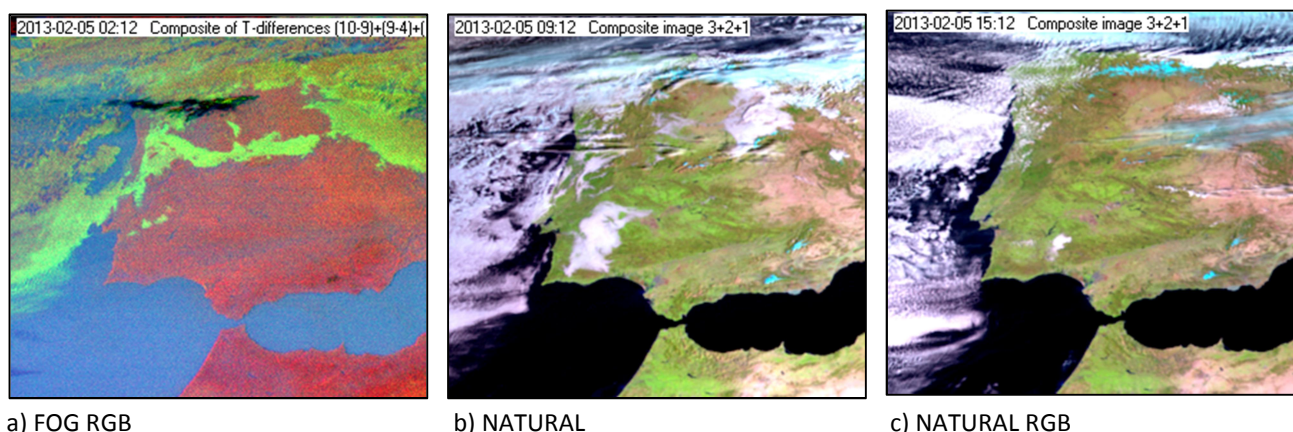 2013-02-05 02:12 Composite of T-differences (10-9)+(9-4)+(
2013-02-05 09:12 Composite image 3+2+1
2013-02-05 15:12 Composite image 3+2+1
a) FOG RGB
b) NATURAL
c) NATURAL RGB